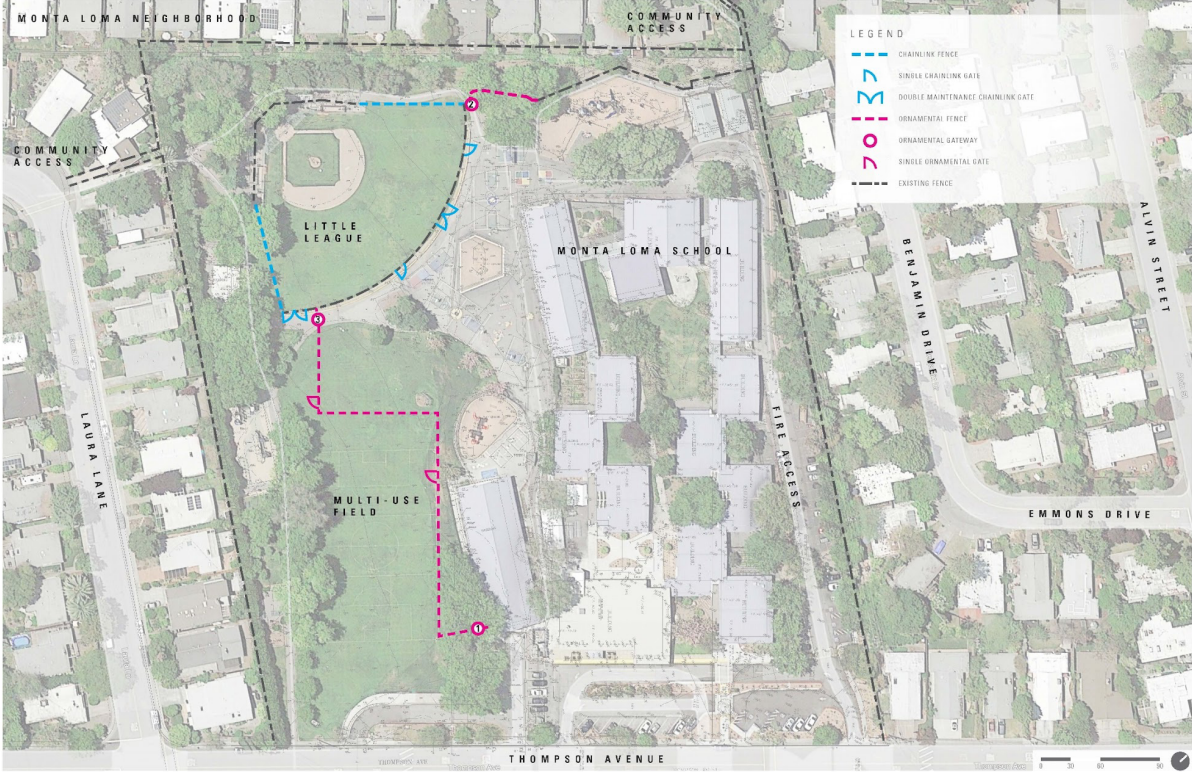 MONTA LOMA NEIGHBORHOOD
COMMUNITY
ACCESS
LEGEND
CHAINLINK FENCE
SINGLE CHAINLINK GATE
DOUBLE MAINTENANCE CHAINLINK GATE
ORNAMENTAL FENCE
ORNAMENTAL GATEWAY
SINGLE ORNAMENTAL GATE
EXISTING FENCE
2
COMMUNITY
ACCESS
LITTLE
LEAGUE
MONTA LOMA SCHOOL
ALVIN STREET
BENJAMIN DRIVE
3
LAURA LANE
FIRE ACCESS
MULTI-USE
FIELD
EMMONS DRIVE
1
THOMPSON AVENUE
THOMPSON AVE
0 30 60 90